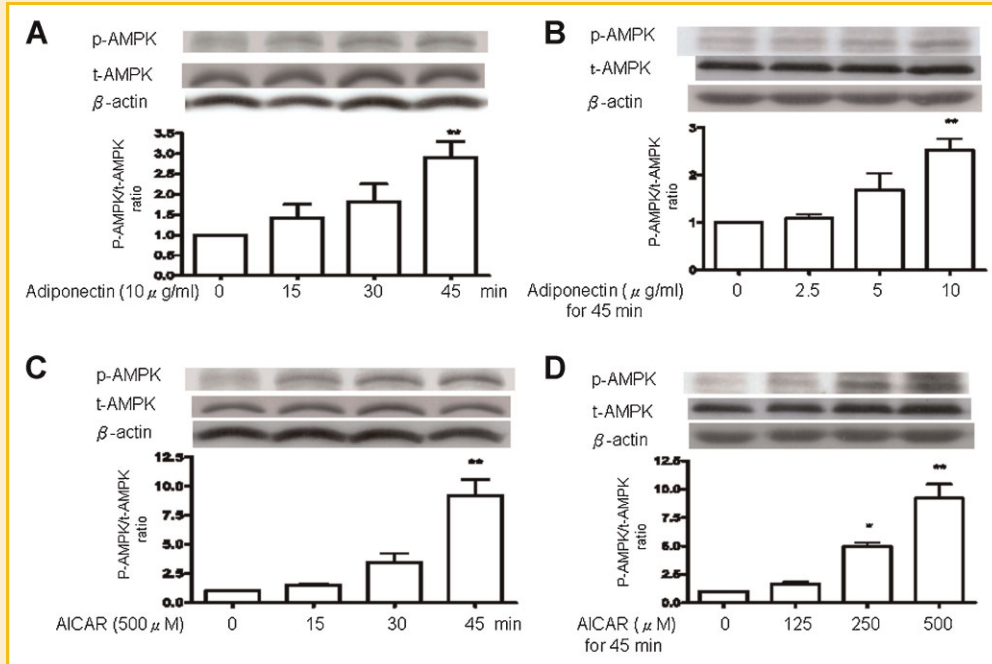 A
p-AMPK
t-AMPK
β-actin
P-AMPK/t-AMPK
ratio
3.5
3.0
2.5
2.0
1.5
1.0
0.5
0.0
**
Adiponectin (10 μ g/ml) 0 15 30 45 min
B
p-AMPK
t-AMPK
β-actin
P-AMPK/t-AMPK
ratio
3
2
1
0
**
Adiponectin ( μ g/ml) 0 2.5 5 10
for 45 min
C
p-AMPK
t-AMPK
β-actin
P-AMPK/t-AMPK
ratio
12.5
10.0
7.5
5.0
2.5
0.0
**
AICAR (500 μ M) 0 15 30 45 min
D
p-AMPK
t-AMPK
β-actin
P-AMPK/t-AMPK
ratio
12.5
10.0
7.5
5.0
2.5
0.0
*
**
AICAR ( μ M) 0 125 250 500
for 45 min